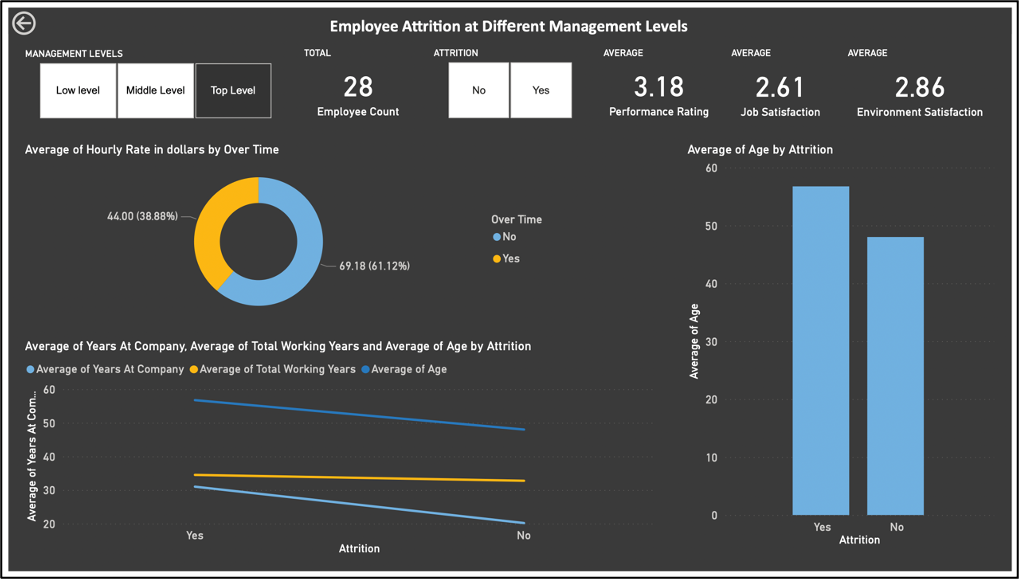 Employee Attrition at Different Management Levels
MANAGEMENT LEVELS
Low level
Middle Level
Top Level
TOTAL
28
Employee Count
ATTRITION
No
Yes
AVERAGE
3.18
Performance Rating
AVERAGE
2.61
Job Satisfaction
AVERAGE
2.86
Environment Satisfaction
Average of Hourly Rate in dollars by Over Time
44.00 (38.88%)
69.18 (61.12%)
Over Time
No
Yes
Average of Age by Attrition
Average of Age
60
50
40
30
20
10
0
Yes
No
Attrition
Average of Years At Company, Average of Total Working Years and Average of Age by Attrition
Average of Years At Company
Average of Total Working Years
Average of Age
Average of Years At Com...
60
50
40
30
20
Yes
No
Attrition